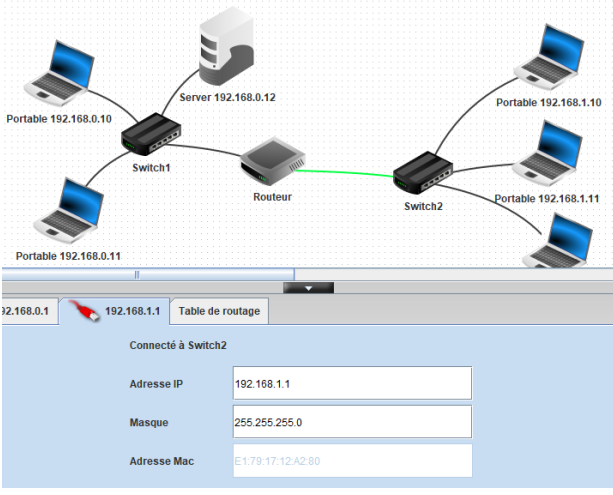 Server 192.168.0.12
Portable 192.168.1.10
Portable 192.168.0.10
Switch1
Routeur
Portable 192.168.1.11
Switch2
Portable 192.168.0.11
92.168.0.1
192.168.1.1
Table de routage
Connecté à Switch2
Adresse IP
192.168.1.1
Masque
255.255.255.0
Adresse Mac
E1:79:17:12:A2:80